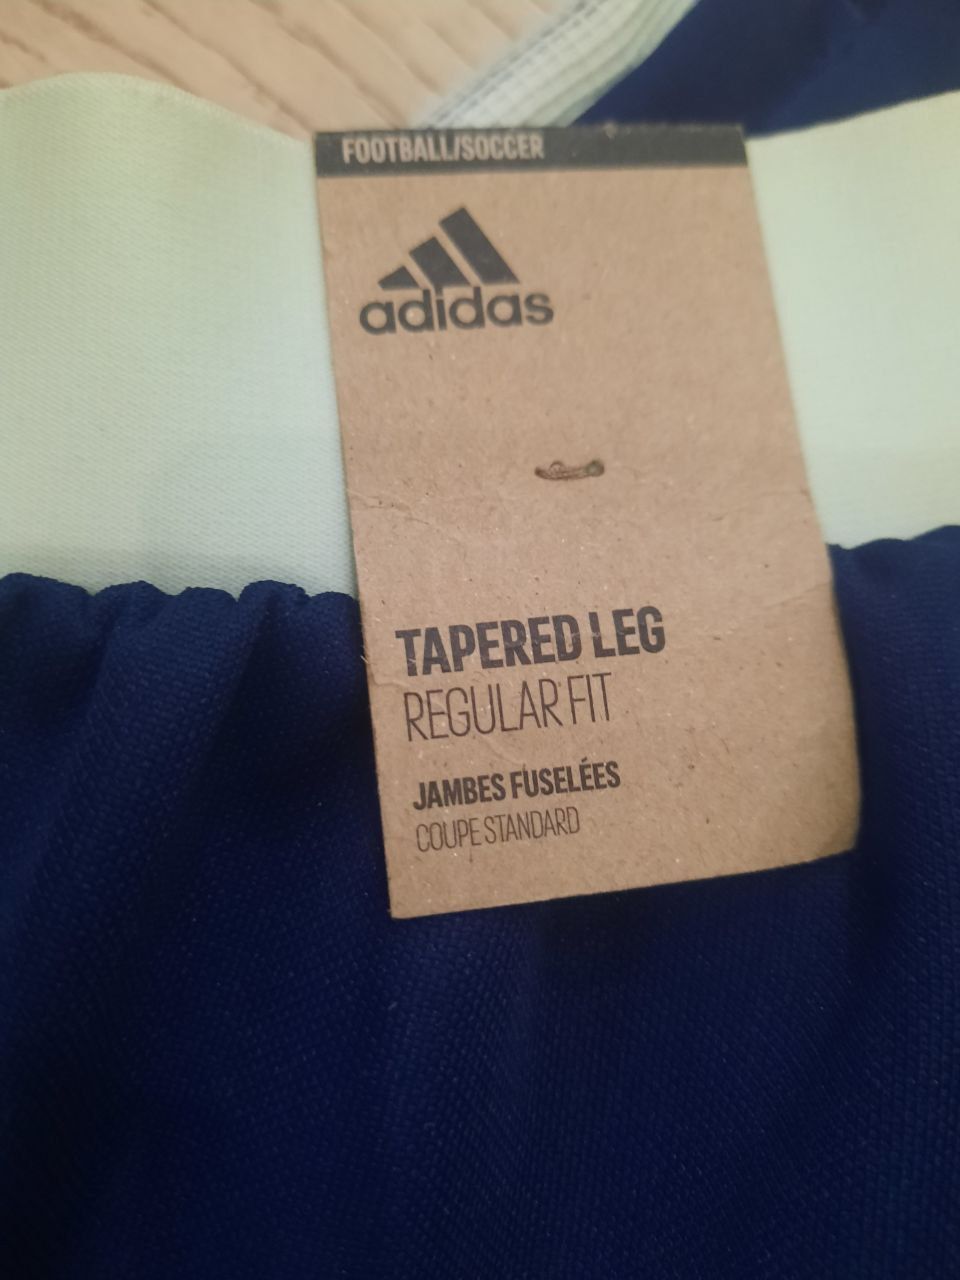 FOOTBALL/SOCCER
adidas
TAPERED LEG
REGULAR FIT
JAMBES FUSELÉES
COUPE STANDARD